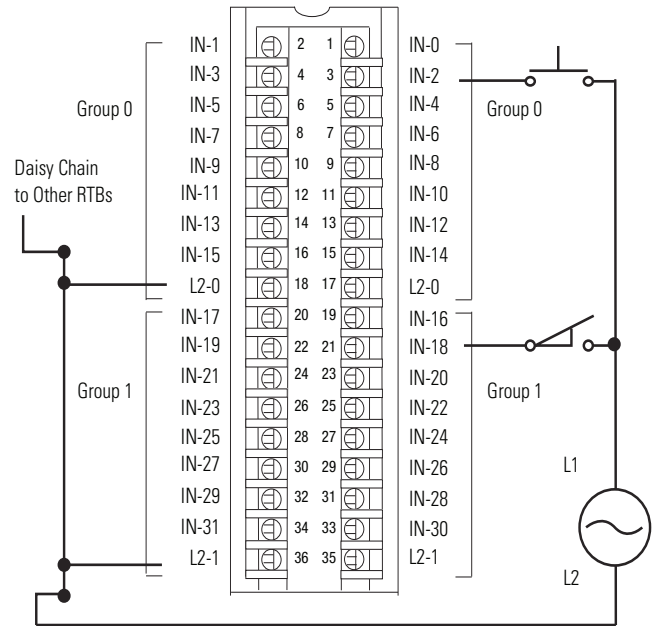 IN-1 2 1 IN-0
IN-3 4 3 IN-2
IN-5 6 5 IN-4
Group 0 Group 0
IN-7 8 7 IN-6
IN-9 10 9 IN-8
Daisy Chain
to Other RTBs
IN-11 12 11 IN-10
IN-13 14 13 IN-12
IN-15 16 15 IN-14
L2-0 18 17 L2-0
IN-17 20 19 IN-16
IN-19 22 21 IN-18
IN-21 24 23 IN-20
Group 1 Group 1
IN-23 26 25 IN-22
IN-25 28 27 IN-24
IN-27 30 29 IN-26
L1
IN-29 32 31 IN-28
IN-31 34 33 IN-30
L2-1 36 35 L2-1
L2